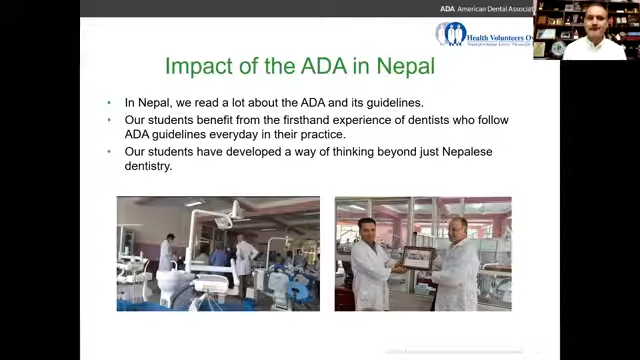 ADA American Dental Associat
Health Volunteers O
Impact of the ADA in Nepal
• In Nepal, we read a lot about the ADA and its guidelines.
• Our students benefit from the firsthand experience of dentists who follow
ADA guidelines everyday in their practice.
• Our students have developed a way of thinking beyond just Nepalese
dentistry.